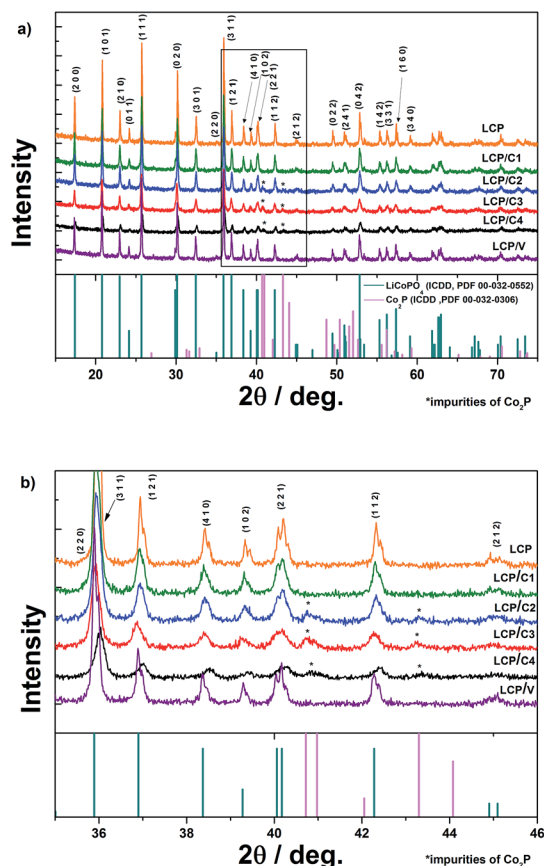 a)
Intensity
(2 0 0)
(1 0 1)
(2 1 0)
(0 1 1)
(1 1 1)
(0 2 0)
(3 0 1)
(2 2 0)
(3 1 1)
(1 2 1)
(4 1 0)
(1 0 2)
(2 2 1)
(1 1 2)
(2 1 2)
(0 2 2)
(2 4 1)
(0 4 2)
(1 4 2)
(3 3 1)
(1 6 0)
(3 4 0)
LCP
LCP/C1
LCP/C2
* *
LCP/C3
* *
LCP/C4
* *
LCP/V
LiCoPO4 (ICDD, PDF 00-032-0552)
Co2P (ICDD ,PDF 00-032-0306)
20 30 40 50 60 70
2θ / deg.
*impurities of Co2P
b)
Intensity
(2 2 0)
(3 1 1)
(1 2 1)
(4 1 0)
(1 0 2)
(2 2 1)
(1 1 2)
(2 1 2)
LCP
LCP/C1
LCP/C2
* *
LCP/C3
* *
LCP/C4
* *
LCP/V
36 38 40 42 44 46
2θ / deg.
*impurities of Co2P